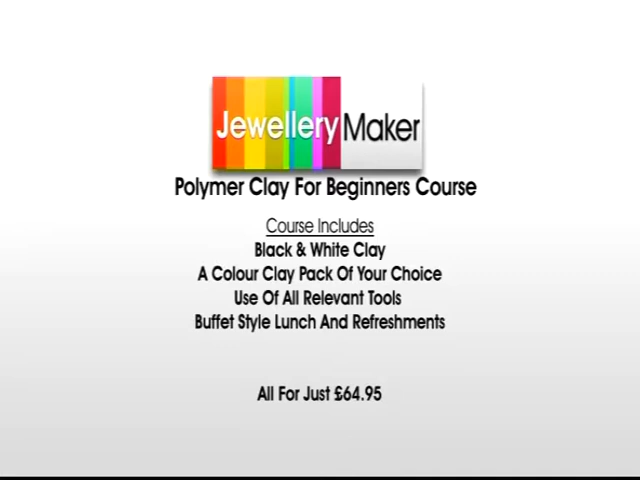 Jewellery Maker
Polymer Clay For Beginners Course
Course Includes
Black & White Clay
A Colour Clay Pack Of Your Choice
Use Of All Relevant Tools
Buffet Style Lunch And Refreshments
All For Just £64.95